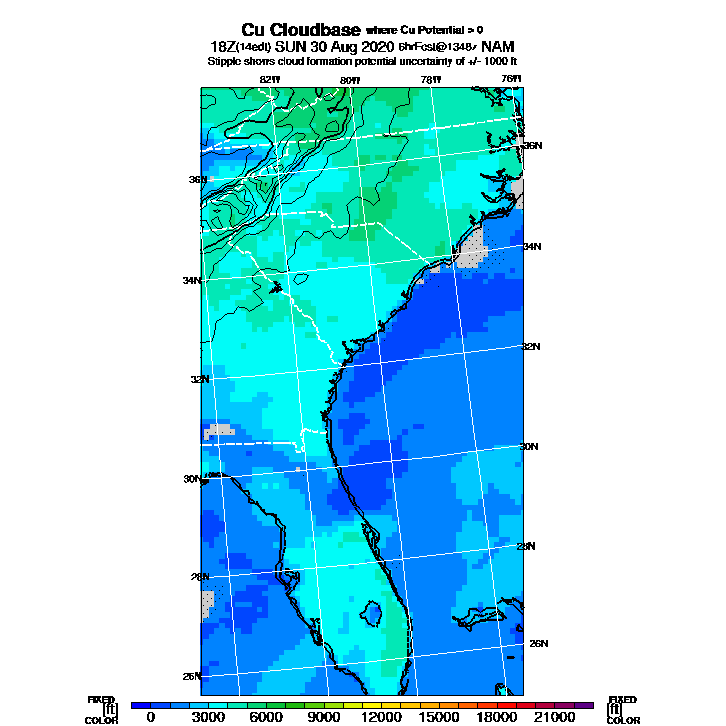 Cu Cloudbase where Cu Potential > 0
18Z(14edt) SUN 30 Aug 2020 6hrFcst@1348z NAM
Stipple shows cloud formation potential uncertainty of +/- 1000 ft
82W 80W 78W 76W
36N
36N
34N
34N
32N
32N
30N
30N
28N
28N
26N
26N
FIXED FIXED
[ft] [ft]
COLOR COLOR
0 3000 6000 9000 12000 15000 18000 21000